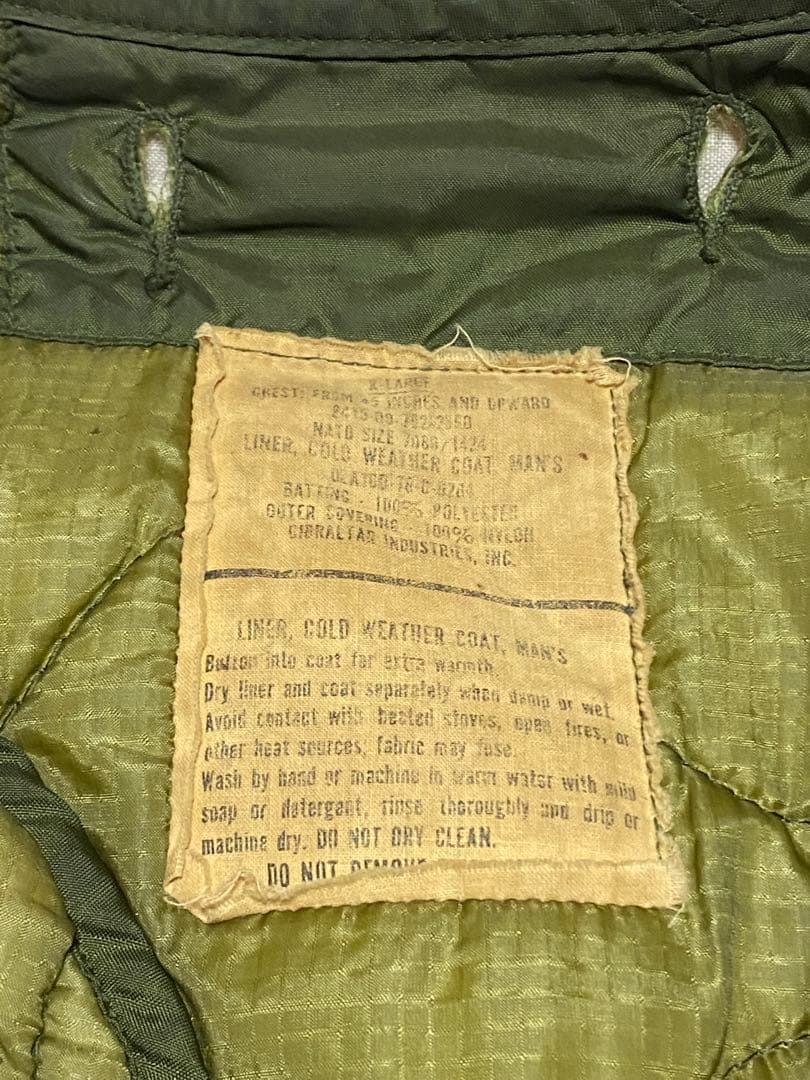 X-LARGE
CHEST: FROM 45 INCHES AND UPWARD
NATO SIZE 7080/1424
LINER, COLD WEATHER COAT, MAN'S
BATTING - 100% POLYESTER
OUTER COVERING - 100% NYLON
GIBRALTAR INDUSTRIES, INC.
LINER, COLD WEATHER COAT, MAN'S
Button into coat for extra warmth.
Dry liner and coat separately when damp or wet.
Avoid contact with heated stoves, open fires, or
other heat sources; fabric may fuse.
Wash by hand or machine in warm water with mild
soap or detergent, rinse thoroughly and drip or
machine dry. DO NOT DRY CLEAN.
DO NOT REMOVE